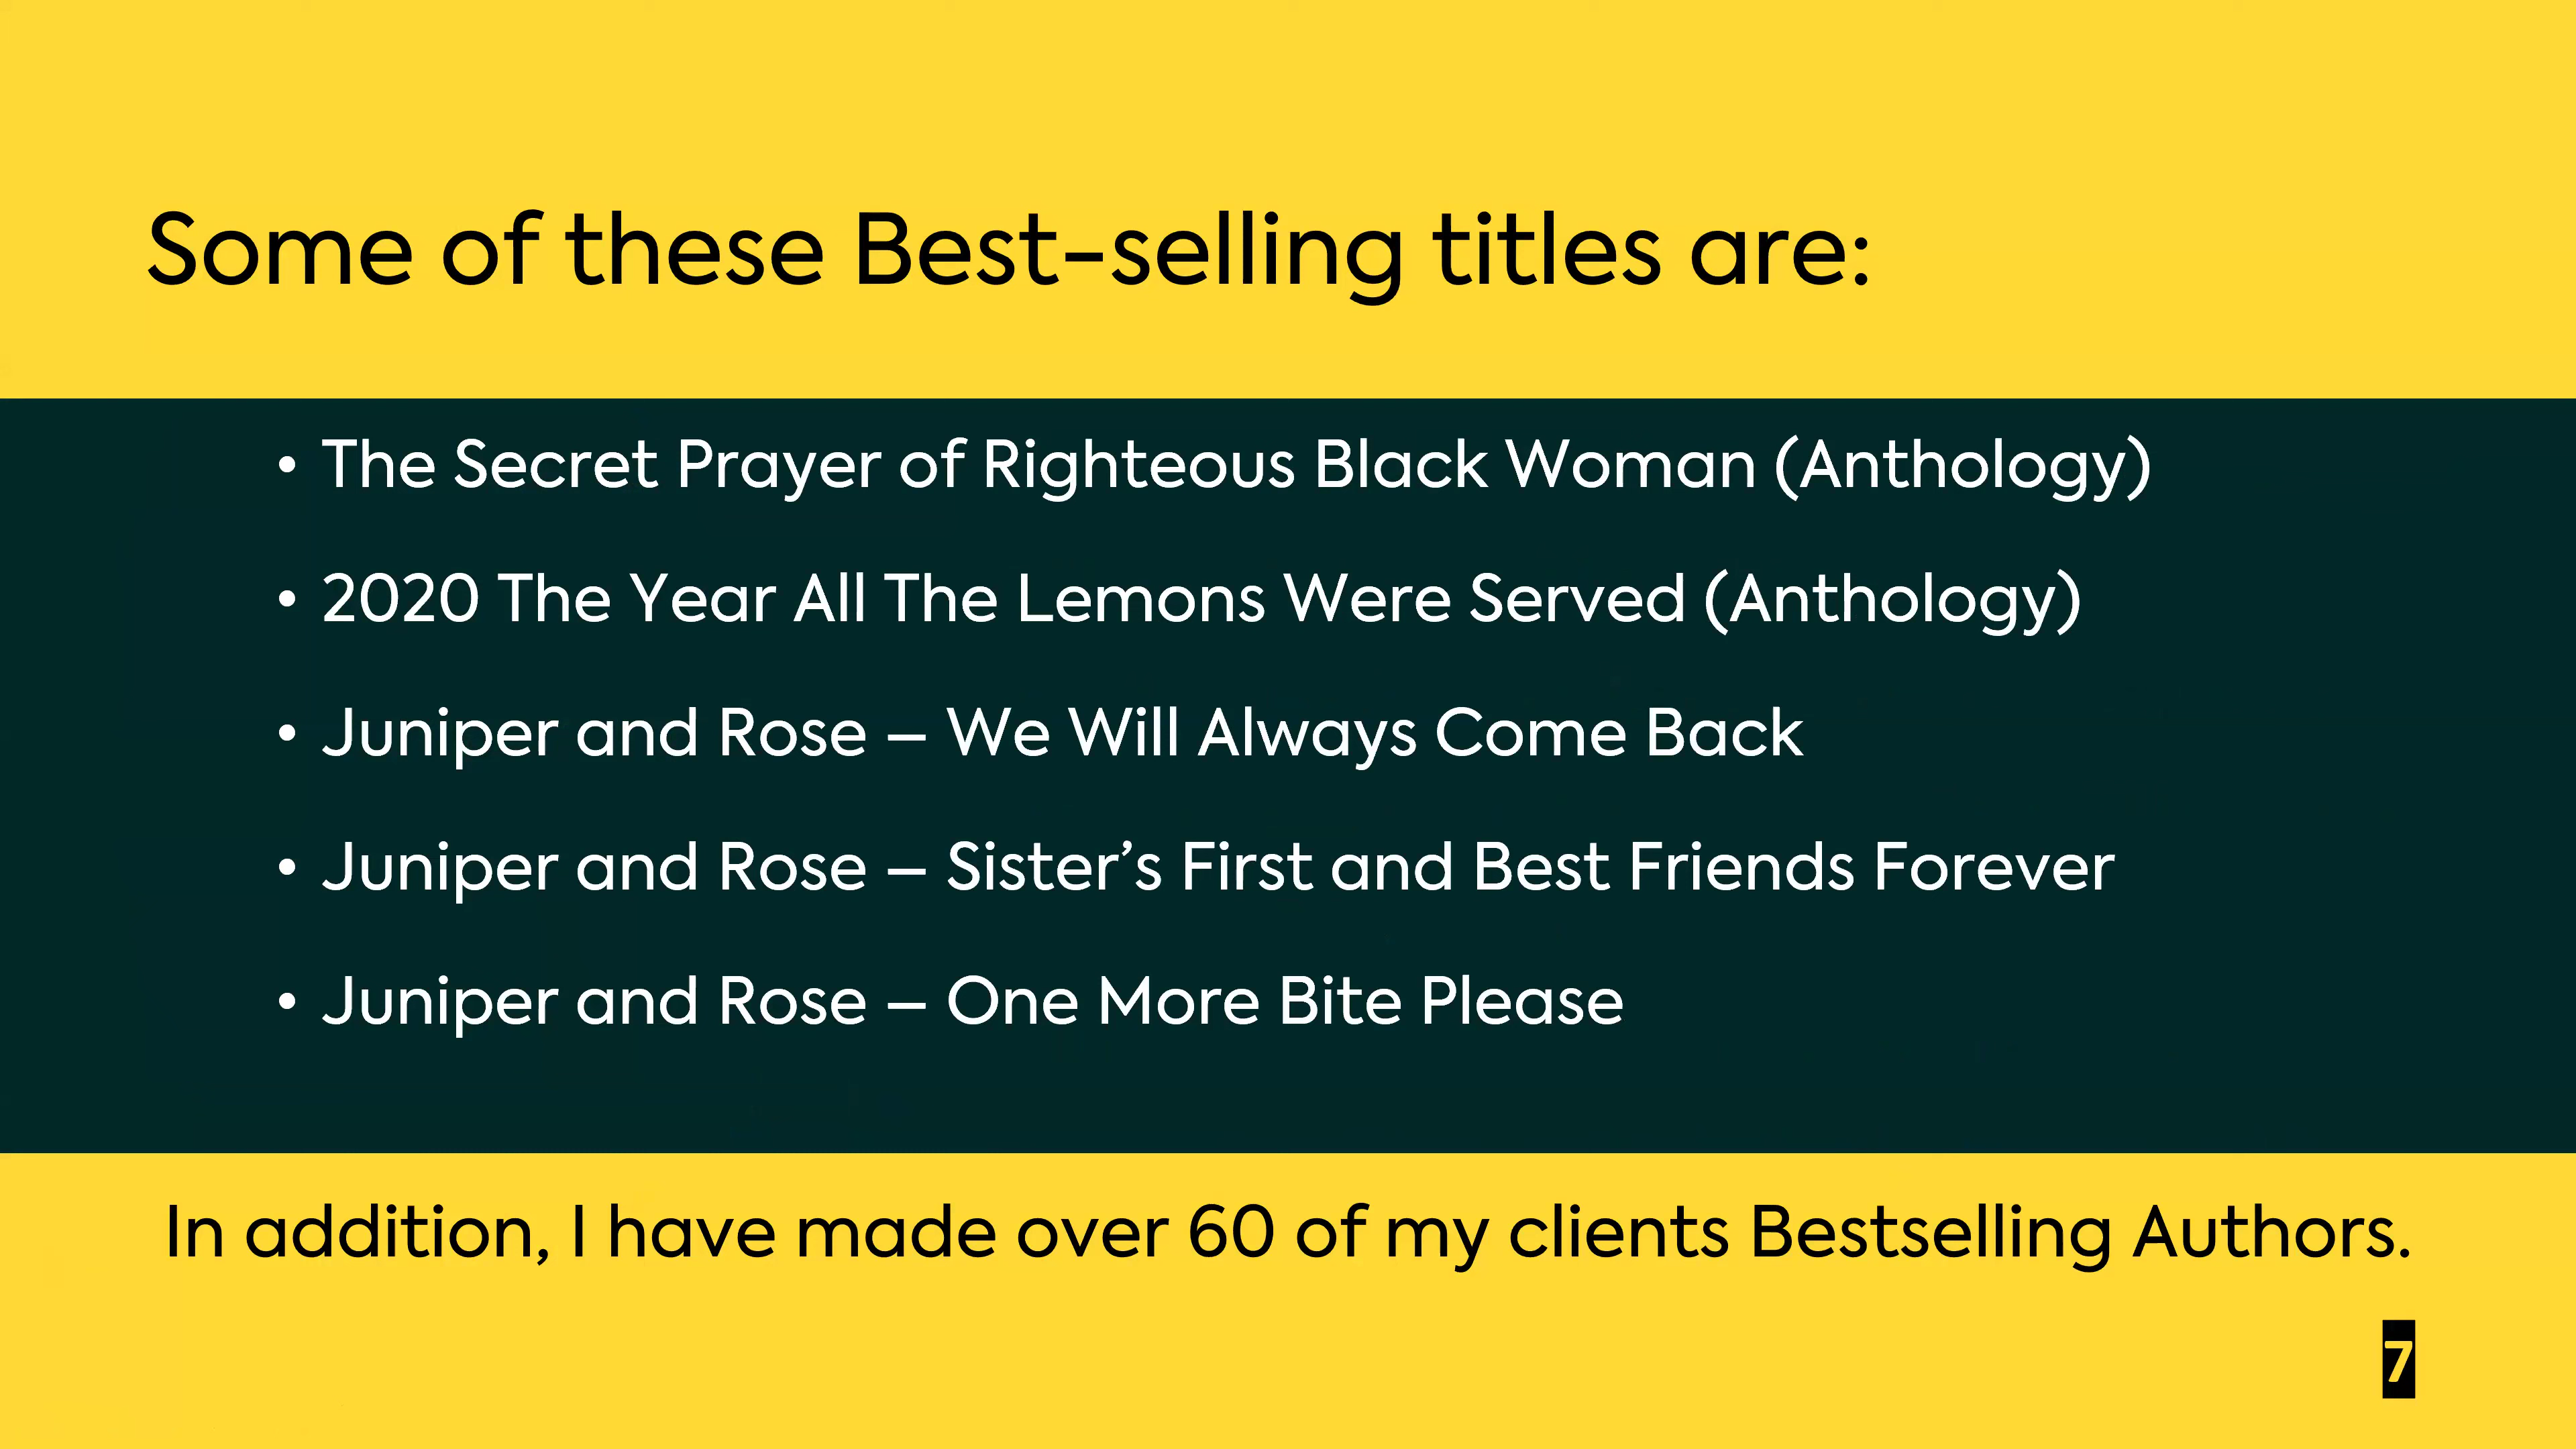 Some of these Best-selling titles are:
• The Secret Prayer of Righteous Black Woman (Anthology)
• 2020 The Year All The Lemons Were Served (Anthology)
• Juniper and Rose – We Will Always Come Back
• Juniper and Rose – Sister’s First and Best Friends Forever
• Juniper and Rose – One More Bite Please
In addition, I have made over 60 of my clients Bestselling Authors.
7